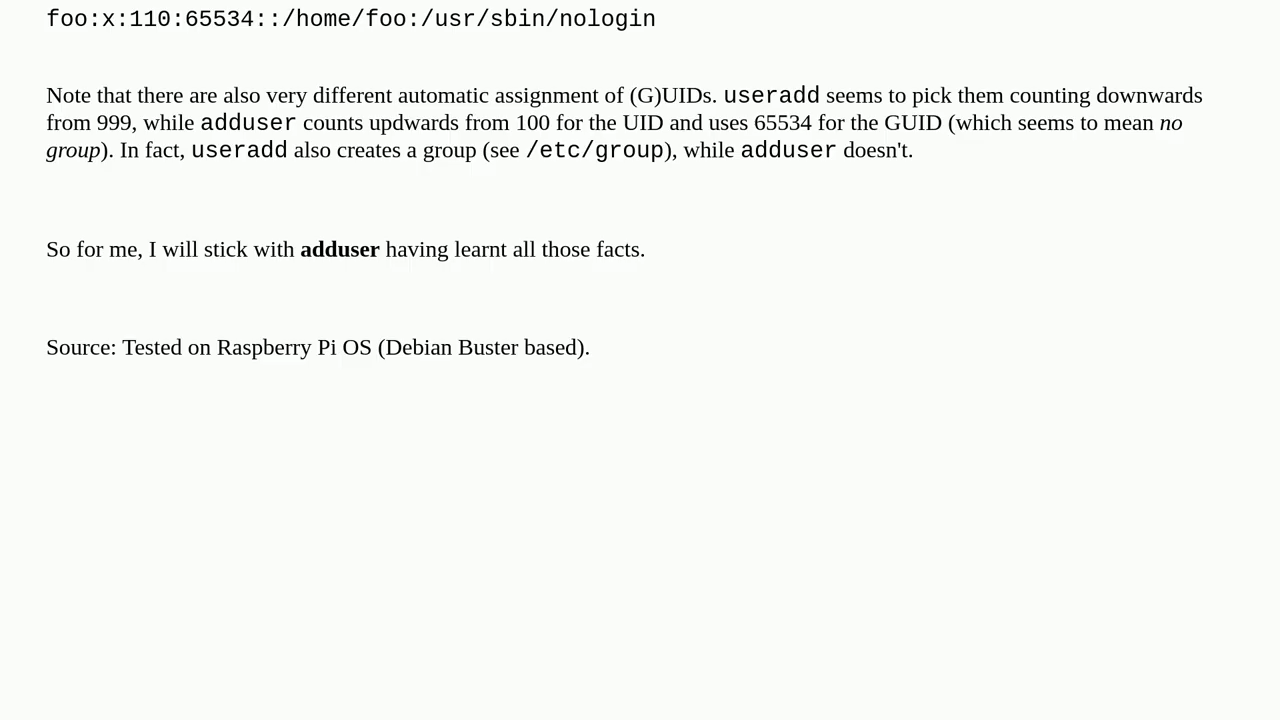 foo:x:110:65534::/home/foo:/usr/sbin/nologin
Note that there are also very different automatic assignment of (G)UIDs. useradd seems to pick them counting downwards
from 999, while adduser counts updwards from 100 for the UID and uses 65534 for the GUID (which seems to mean no
group). In fact, useradd also creates a group (see /etc/group), while adduser doesn't.
So for me, I will stick with adduser having learnt all those facts.
Source: Tested on Raspberry Pi OS (Debian Buster based).